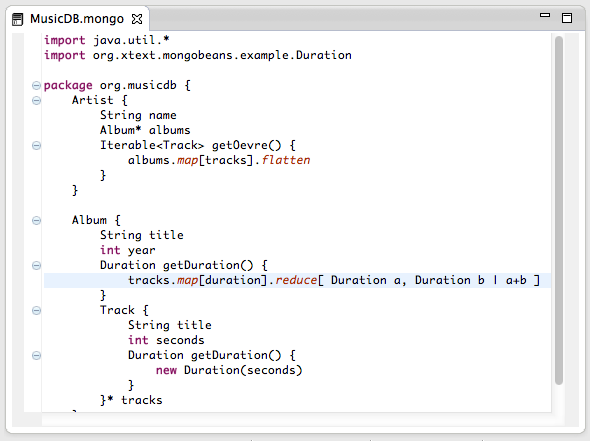 MusicDB.mongo
import java.util.*
import org.xtext.mongobeans.example.Duration
package org.musicdb {
Artist {
String name
Album* albums
Iterable<Track> getOevre() {
albums.map[tracks].flatten
}
}
Album {
String title
int year
Duration getDuration() {
tracks.map[duration].reduce[ Duration a, Duration b | a+b ]
}
Track {
String title
int seconds
Duration getDuration() {
new Duration(seconds)
}
}* tracks